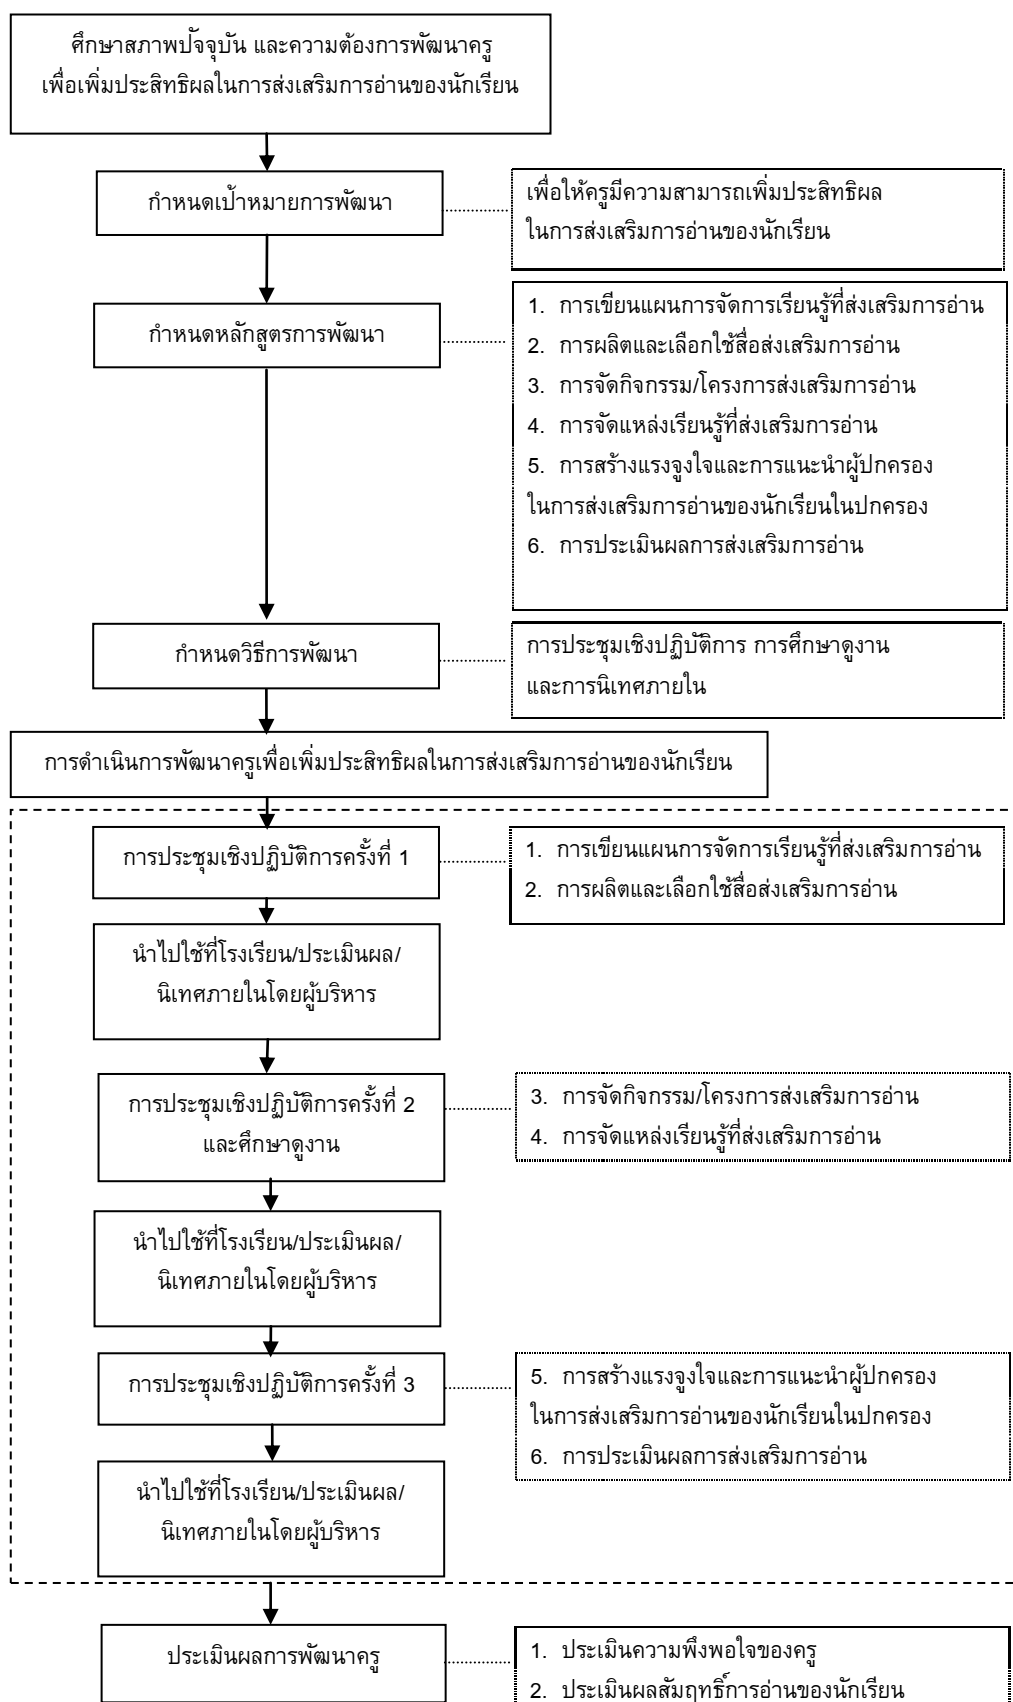 ศึกษาสภาพปัจจุบัน และความต้องการพัฒนาครู
เพื่อเพิ่มประสิทธิผลในการส่งเสริมการอ่านของนักเรียน
กำหนดเป้าหมายการพัฒนา
เพื่อให้ครูมีความสามารถเพิ่มประสิทธิผล
ในการส่งเสริมการอ่านของนักเรียน
กำหนดหลักสูตรการพัฒนา
1. การเขียนแผนการจัดการเรียนรู้ที่ส่งเสริมการอ่าน
2. การผลิตและเลือกใช้สื่อส่งเสริมการอ่าน
3. การจัดกิจกรรม/โครงการส่งเสริมการอ่าน
4. การจัดแหล่งเรียนรู้ที่ส่งเสริมการอ่าน
5. การสร้างแรงจูงใจและการแนะนำผู้ปกครอง
ในการส่งเสริมการอ่านของนักเรียนในปกครอง
6. การประเมินผลการส่งเสริมการอ่าน
กำหนดวิธีการพัฒนา
การประชุมเชิงปฏิบัติการ การศึกษาดูงาน
และการนิเทศภายใน
การดำเนินการพัฒนาครูเพื่อเพิ่มประสิทธิผลในการส่งเสริมการอ่านของนักเรียน
การประชุมเชิงปฏิบัติการครั้งที่ 1
1. การเขียนแผนการจัดการเรียนรู้ที่ส่งเสริมการอ่าน
2. การผลิตและเลือกใช้สื่อส่งเสริมการอ่าน
นำไปใช้ที่โรงเรียน/ประเมินผล/
นิเทศภายในโดยผู้บริหาร
การประชุมเชิงปฏิบัติการครั้งที่ 2
และศึกษาดูงาน
3. การจัดกิจกรรม/โครงการส่งเสริมการอ่าน
4. การจัดแหล่งเรียนรู้ที่ส่งเสริมการอ่าน
นำไปใช้ที่โรงเรียน/ประเมินผล/
นิเทศภายในโดยผู้บริหาร
การประชุมเชิงปฏิบัติการครั้งที่ 3
5. การสร้างแรงจูงใจและการแนะนำผู้ปกครอง
ในการส่งเสริมการอ่านของนักเรียนในปกครอง
6. การประเมินผลการส่งเสริมการอ่าน
นำไปใช้ที่โรงเรียน/ประเมินผล/
นิเทศภายในโดยผู้บริหาร
ประเมินผลการพัฒนาครู
1. ประเมินความพึงพอใจของครู
2. ประเมินผลสัมฤทธิ์การอ่านของนักเรียน